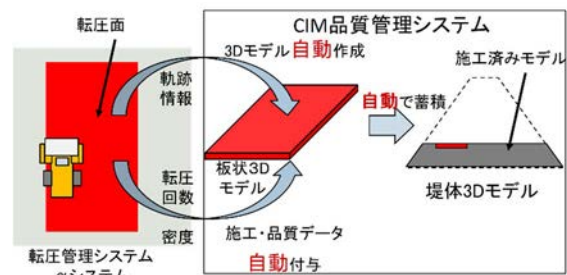 転圧面
CIM品質管理システム
3Dモデル自動作成
施工済みモデル
軌跡
情報
自動で蓄積
板状3D
モデル
転圧
回数
堤体3Dモデル
密度
施工・品質データ
自動付与
転圧管理システム